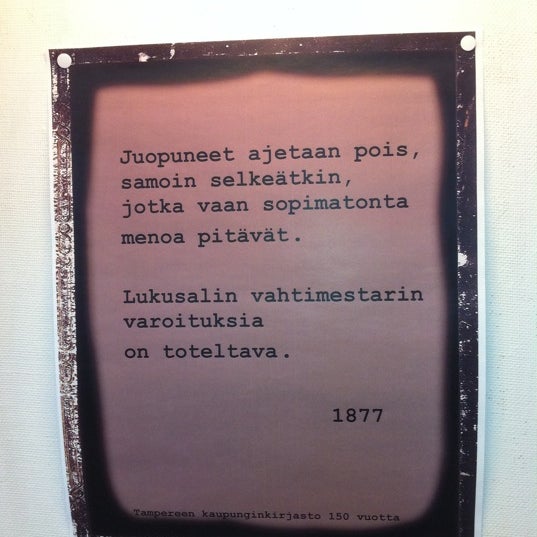 Juopuneet ajetaan pois,
samoin selkeätkin,
jotka vaan sopimatonta
menoa pitävät.
Lukusalin vahtimestarin
varoituksia
on toteltava.
1877
Tampereen kaupunginkirjasto 150 vuotta